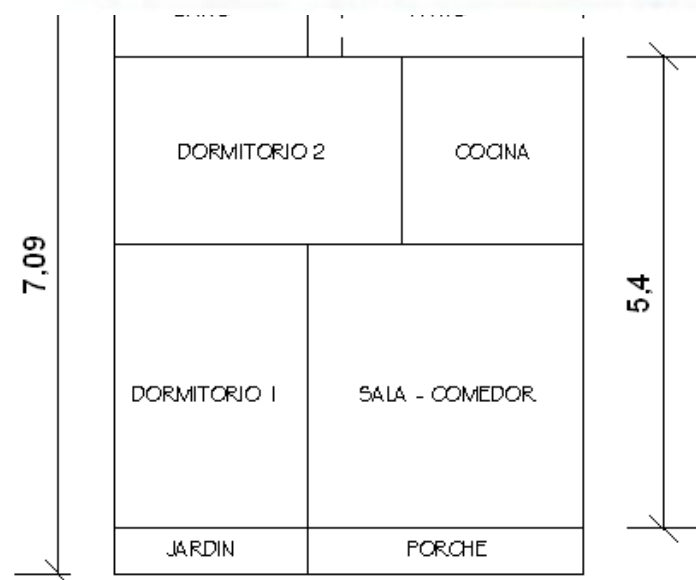 DORMITORIO 2
COCINA
7,09
5,4
DORMITORIO 1
SALA - COMEDOR
JARDIN
PORCHE